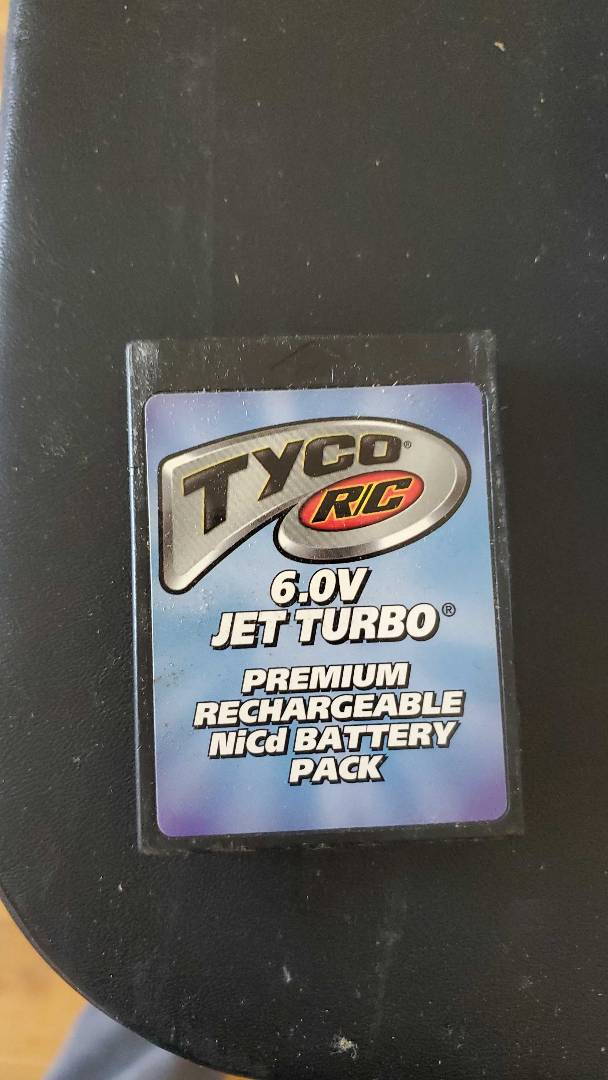 TYCO®
R/C
6.0V
JET TURBO®
PREMIUM
RECHARGEABLE
NiCd BATTERY
PACK